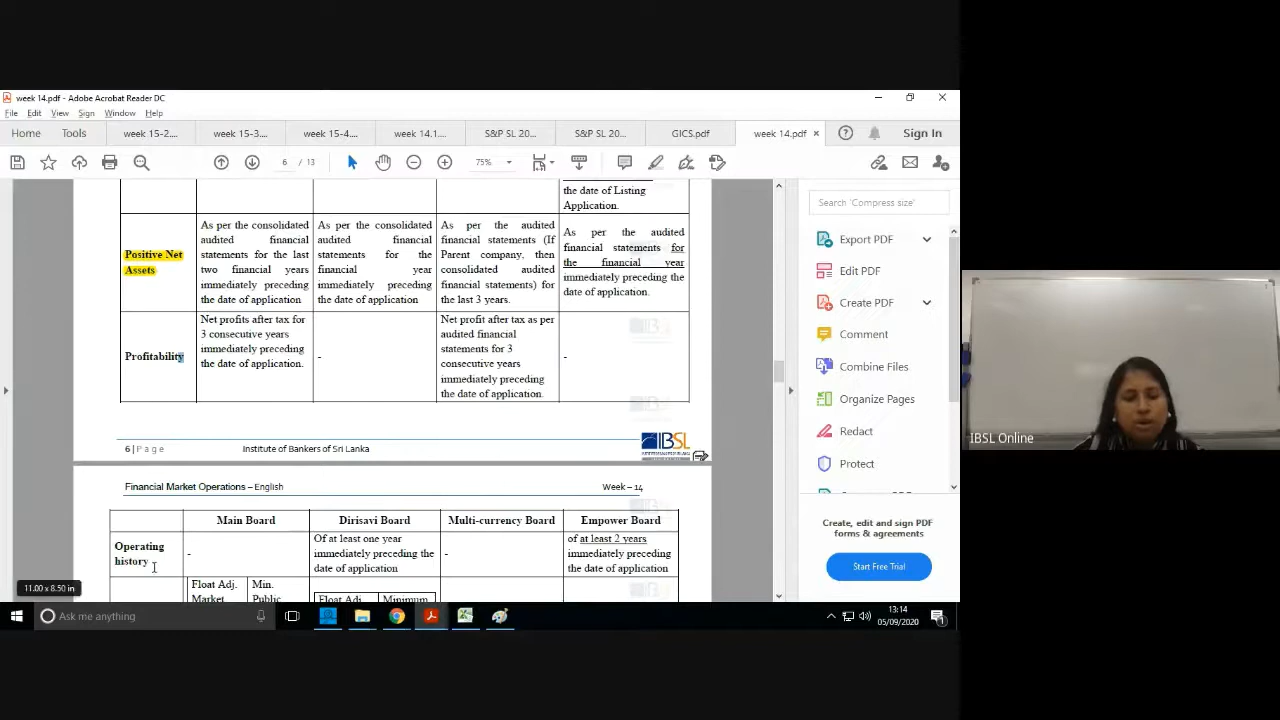 week 14.pdf - Adobe Acrobat Reader DC
File Edit View Sign Window Help
Home Tools week 15-2.... week 15-3.... week 15-4.... week 14.1.... S&P SL 20... S&P SL 20... GICS.pdf week 14.pdf Sign In
6 / 13 75%
the date of Listing
Application.
Positive Net
Assets
As per the consolidated
audited financial
statements for the last
two financial years
immediately preceding
the date of application
As per the consolidated
audited financial
statements for the
financial year
immediately preceding
the date of application
As per the audited
financial statements (If
Parent company, then
consolidated audited
financial statements) for
the last 3 years.
As per the audited
financial statements for
the financial year
immediately preceding the
date of application.
Profitability
Net profits after tax for
3 consecutive years
immediately preceding
the date of application.
-
Net profit after tax as per
audited financial
statements for 3
consecutive years
immediately preceding
the date of application.
-
6 | P a g e Institute of Bankers of Sri Lanka
IBSL
Financial Market Operations – English Week – 14
Main Board Dirisavi Board Multi-currency Board Empower Board
Operating
history
-
Of at least one year
immediately preceding the
date of application
-
of at least 2 years
immediately preceding
the date of application
Float Adj.
Market
Min.
Public
Float Adj Minimum
11.00 x 8.50 in
Search 'Compress size'
Export PDF
Edit PDF
Create PDF
Comment
Combine Files
Organize Pages
Redact
Protect
Create, edit and sign PDF
forms & agreements
Start Free Trial
Ask me anything
13:14
05/09/2020
1
IBSL Online